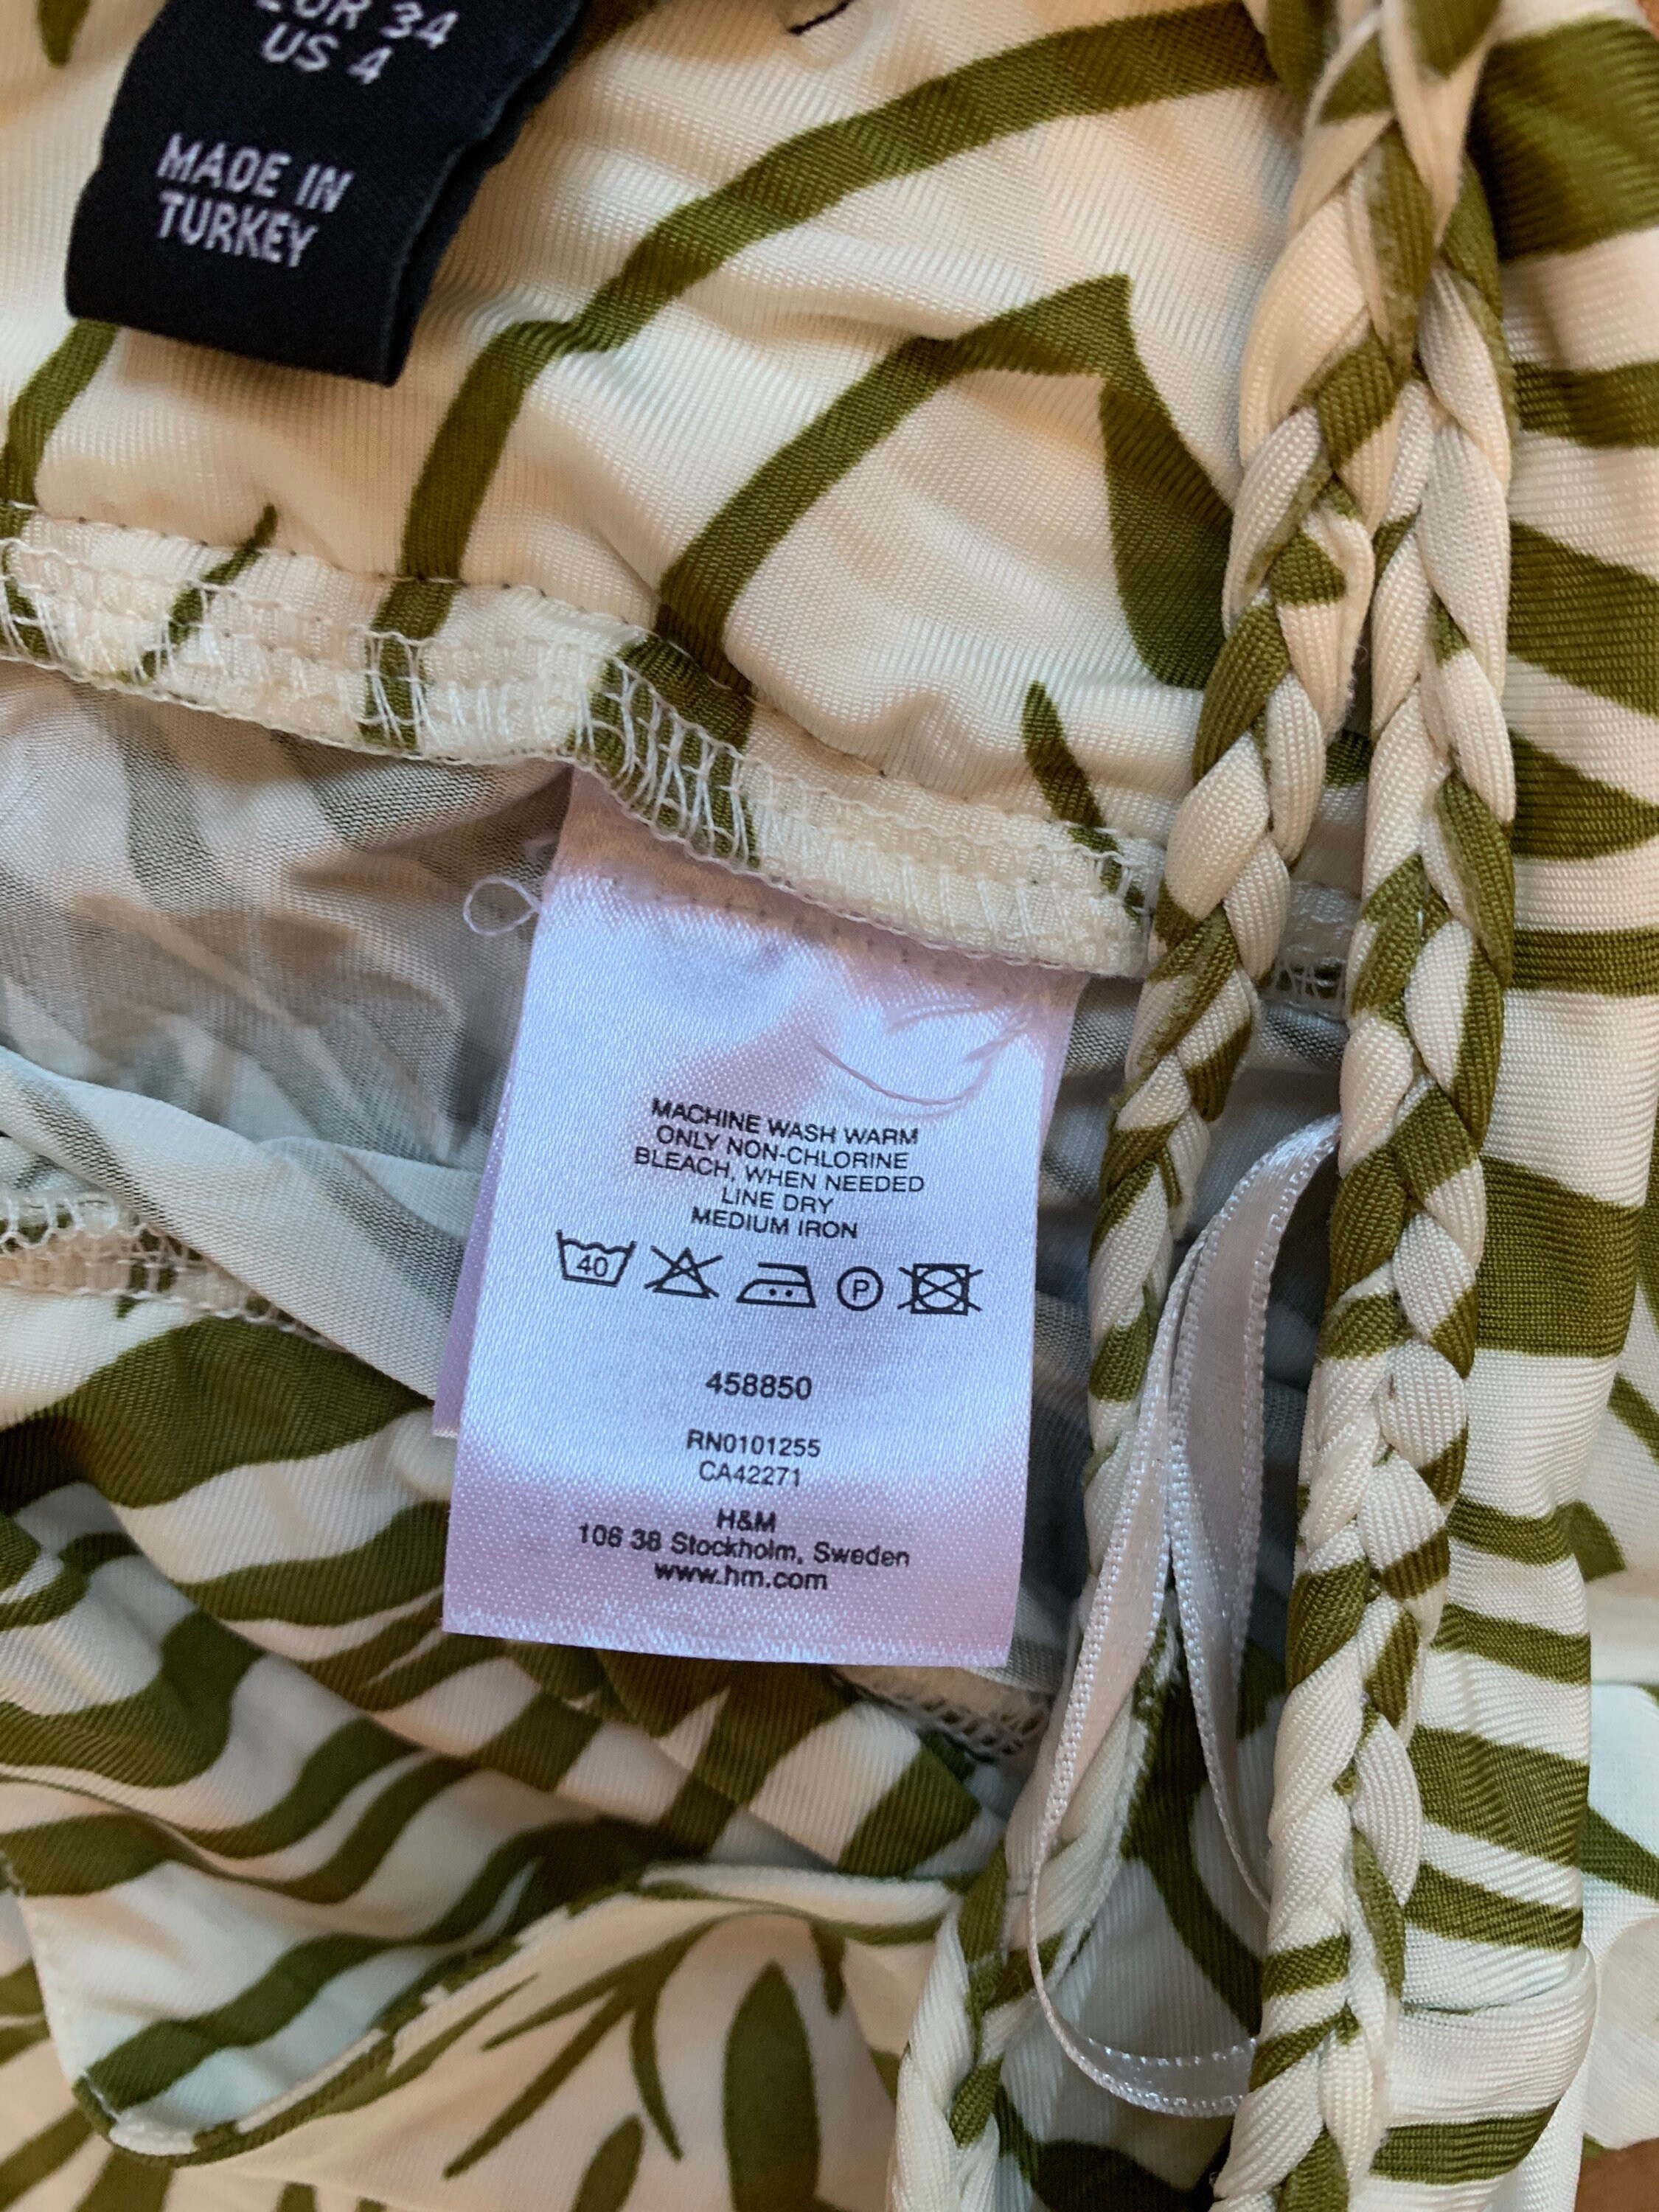 EUR 34
US 4
MADE IN
TURKEY
MACHINE WASH WARM
ONLY NON-CHLORINE
BLEACH, WHEN NEEDED
LINE DRY
MEDIUM IRON
40
P
458850
RN0101255
CA42271
H&M
106 38 Stockholm, Sweden
www.hm.com